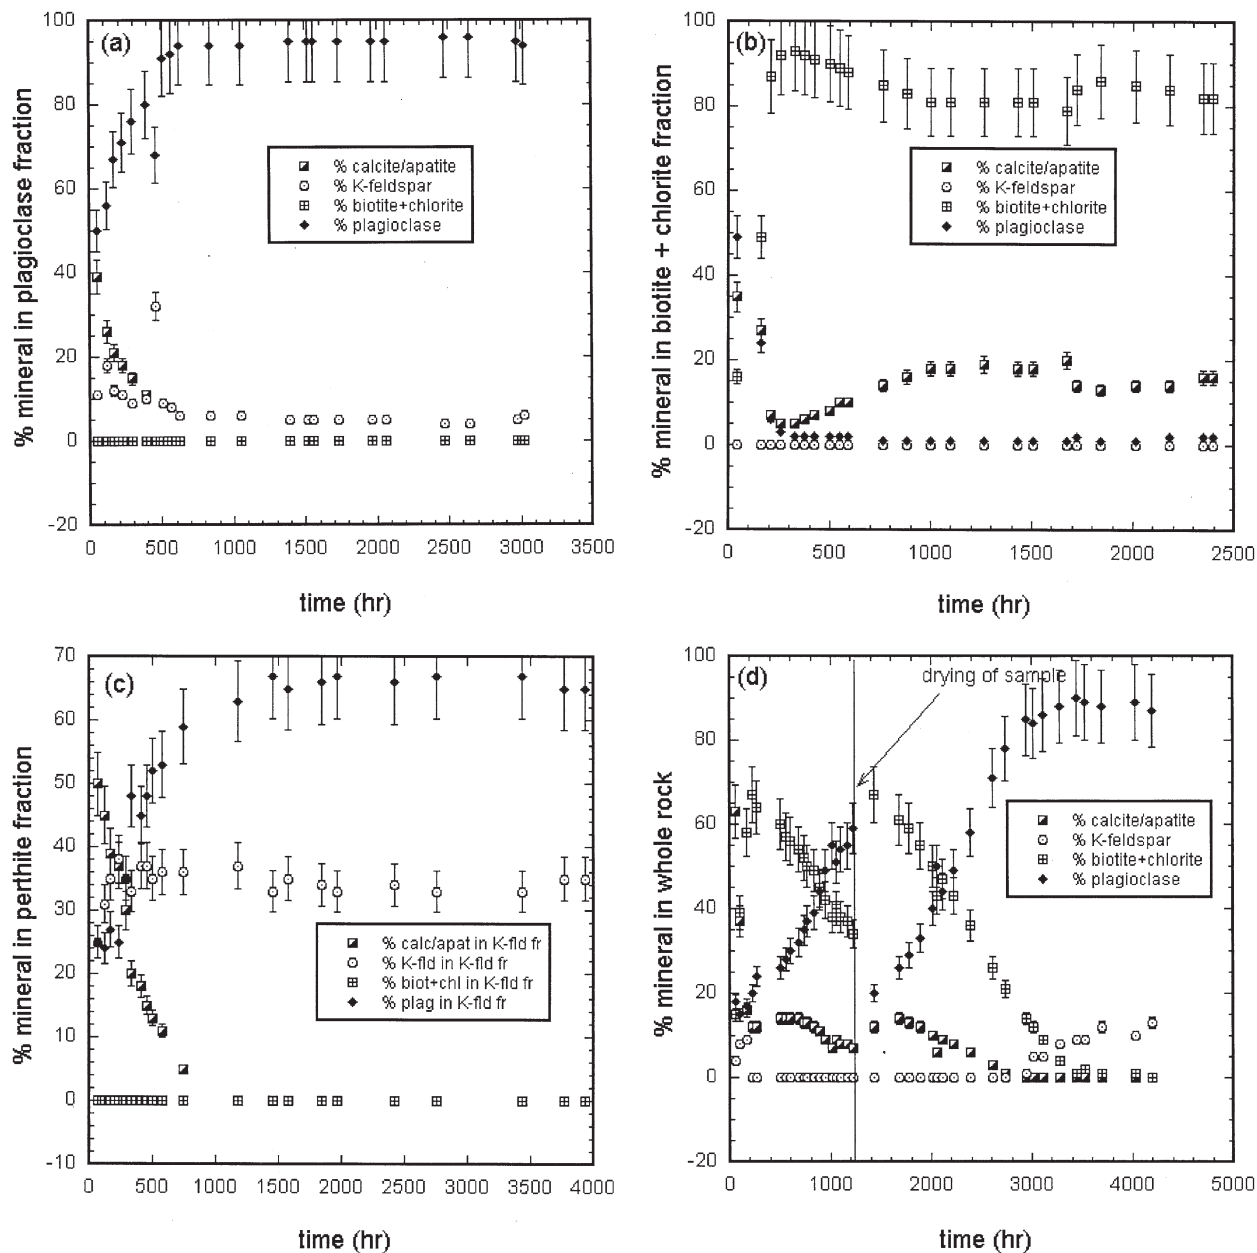 (a)
% mineral in plagioclase fraction
100
80
60
40
20
0
-20
% calcite/apatite
% K-feldspar
% biotite+chlorite
% plagioclase
0 500 1000 1500 2000 2500 3000 3500
time (hr)
(b)
% mineral in biotite + chlorite fraction
100
80
60
40
20
0
-20
% calcite/apatite
% K-feldspar
% biotite+chlorite
% plagioclase
0 500 1000 1500 2000 2500
time (hr)
(c)
% mineral in perthite fraction
70
60
50
40
30
20
10
0
-10
% calc/apat in K-fld fr
% K-fld in K-fld fr
% biot+chl in K-fld fr
% plag in K-fld fr
0 500 1000 1500 2000 2500 3000 3500 4000
time (hr)
(d)
drying of sample
% mineral in whole rock
100
80
60
40
20
0
-20
% calcite/apatite
% K-feldspar
% biotite+chlorite
% plagioclase
0 1000 2000 3000 4000 5000
time (hr)